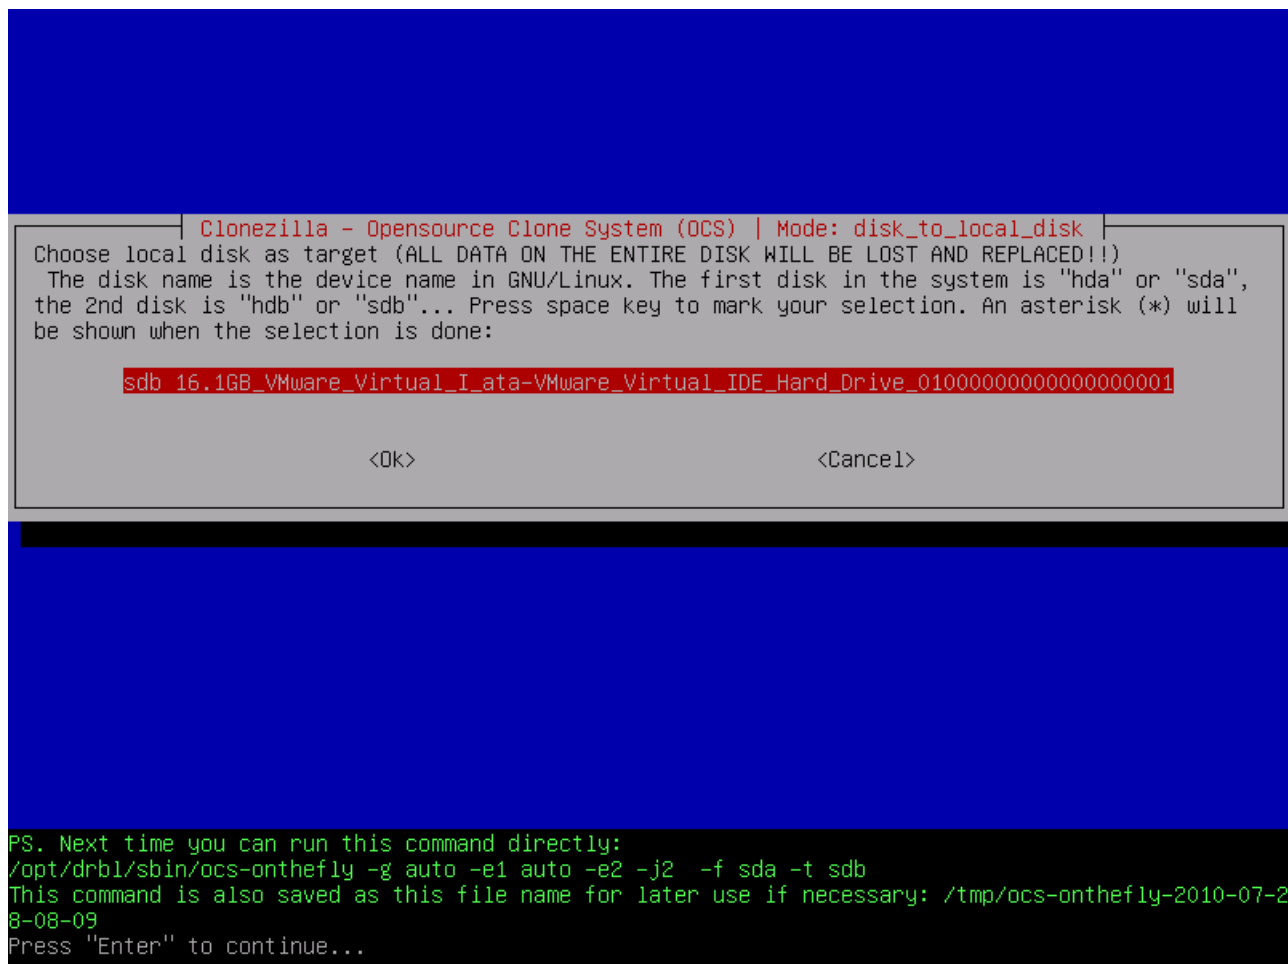 Clonezilla - Opensource Clone System (OCS) | Mode: disk_to_local_disk
Choose local disk as target (ALL DATA ON THE ENTIRE DISK WILL BE LOST AND REPLACED!!)
The disk name is the device name in GNU/Linux. The first disk in the system is "hda" or "sda",
the 2nd disk is "hdb" or "sdb"... Press space key to mark your selection. An asterisk (*) will
be shown when the selection is done:
sdb 16.1GB_VMware_Virtual_I_ata-VMware_Virtual_IDE_Hard_Drive_01000000000000000001
<Ok> <Cancel>
PS. Next time you can run this command directly:
/opt/drbl/sbin/ocs-onthefly -g auto -e1 auto -e2 -j2  -f sda -t sdb
This command is also saved as this file name for later use if necessary: /tmp/ocs-onthefly-2010-07-2
8-08-09
Press "Enter" to continue...